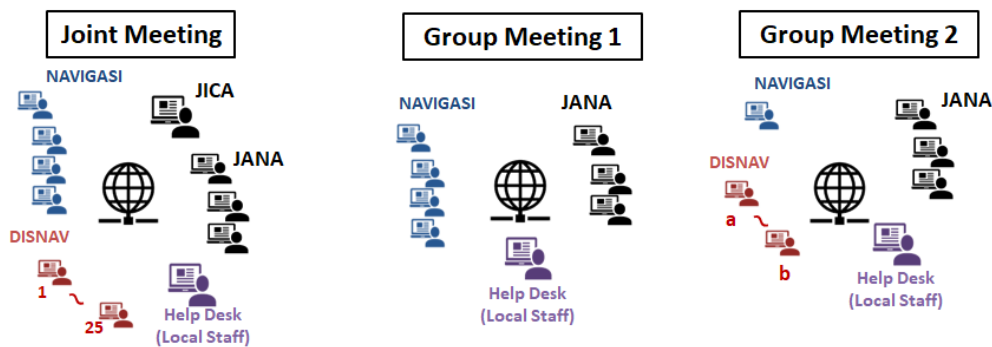 Joint Meeting
NAVIGASI
JICA
JANA
DISNAV
1
25
Help Desk
(Local Staff)
Group Meeting 1
NAVIGASI
JANA
Help Desk
(Local Staff)
Group Meeting 2
NAVIGASI
JANA
DISNAV
a
b
Help Desk
(Local Staff)